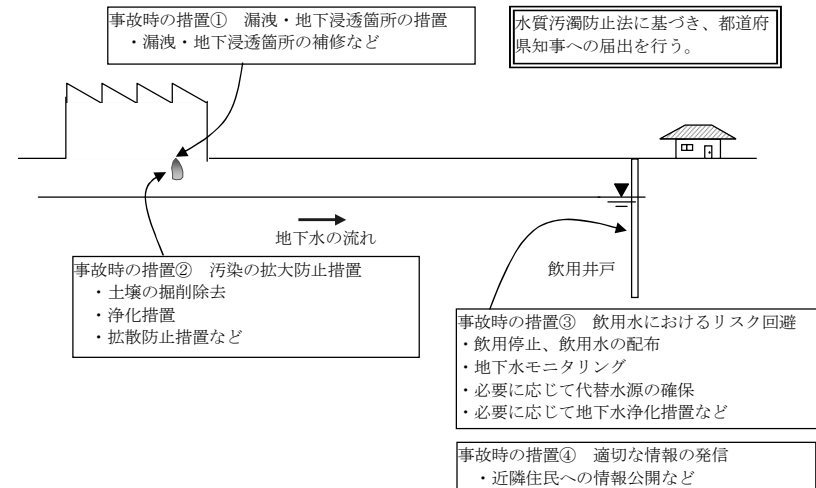 事故時の措置① 漏洩・地下浸透箇所の措置
・漏洩・地下浸透箇所の補修など
水質汚濁防止法に基づき、都道府
県知事への届出を行う。
地下水の流れ
飲用井戸
事故時の措置② 汚染の拡大防止措置
・土壌の掘削除去
・浄化措置
・拡散防止措置など
事故時の措置③ 飲用水におけるリスク回避
・飲用停止、飲用水の配布
・地下水モニタリング
・必要に応じて代替水源の確保
・必要に応じて地下水浄化措置など
事故時の措置④ 適切な情報の発信
・近隣住民への情報公開など